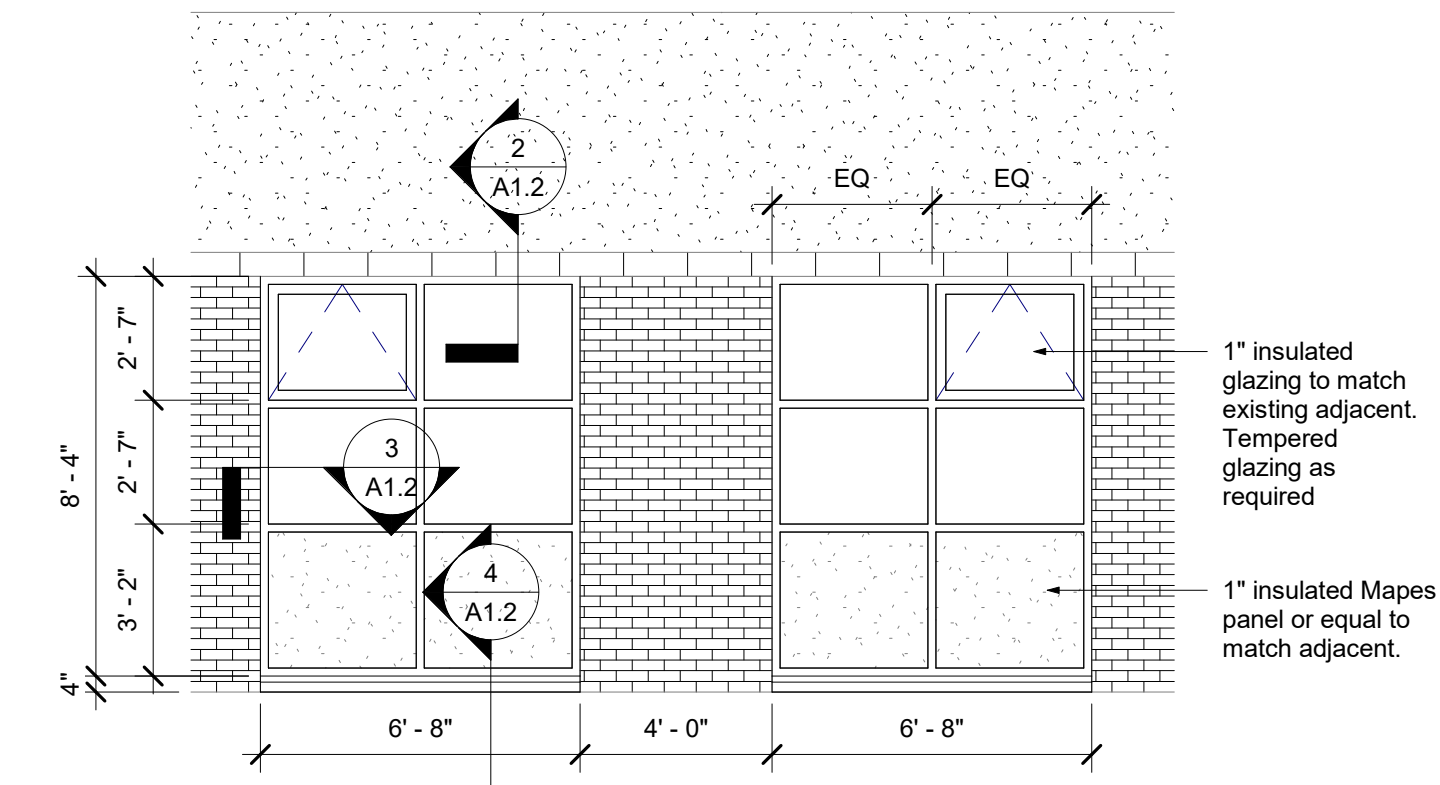 2
A1.2
EQ
EQ
2' - 7"
2' - 7"
8' - 4"
3' - 2"
4"
3
A1.2
4
A1.2
1" insulated
glazing to match
existing adjacent.
Tempered
glazing as
required
1" insulated Mapes
panel or equal to
match adjacent.
6' - 8"
4' - 0"
6' - 8"